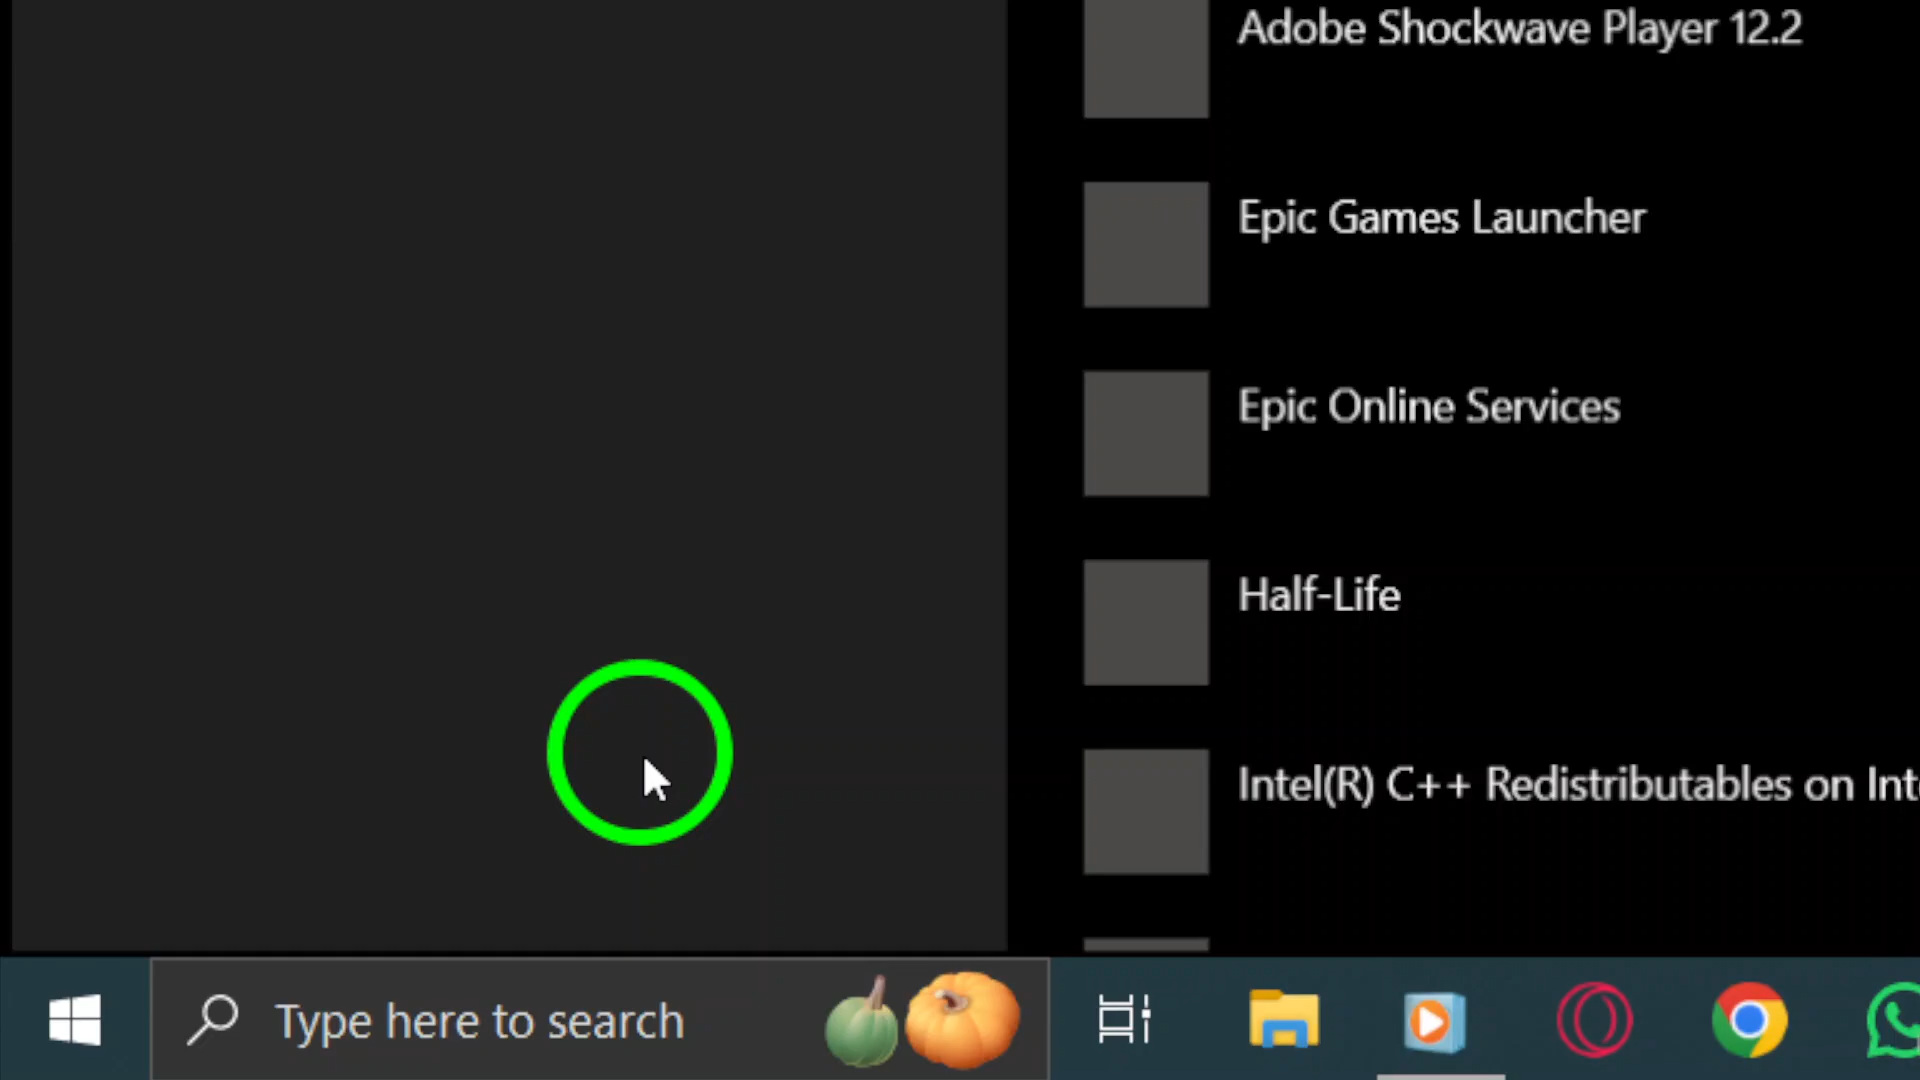 Adobe Shockwave Player 12.2
Epic Games Launcher
Epic Online Services
Half-Life
Intel(R) C++ Redistributables on
Type here to search